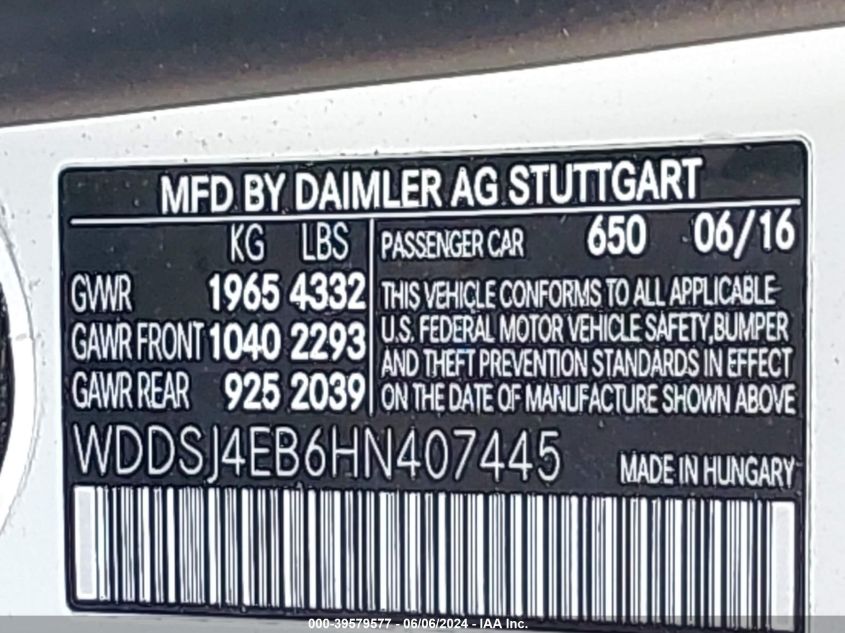 MFD BY DAIMLER AG STUTTGART
KG LBS
GVWR 1965 4332
GAWR FRONT 1040 2293
GAWR REAR 925 2039
PASSENGER CAR 650 06/16
THIS VEHICLE CONFORMS TO ALL APPLICABLE
U.S. FEDERAL MOTOR VEHICLE SAFETY, BUMPER
AND THEFT PREVENTION STANDARDS IN EFFECT
ON THE DATE OF MANUFACTURE SHOWN ABOVE
WDDSJ4EB6HN407445
MADE IN HUNGARY
000-39579577 - 06/06/2024 - IAA Inc.